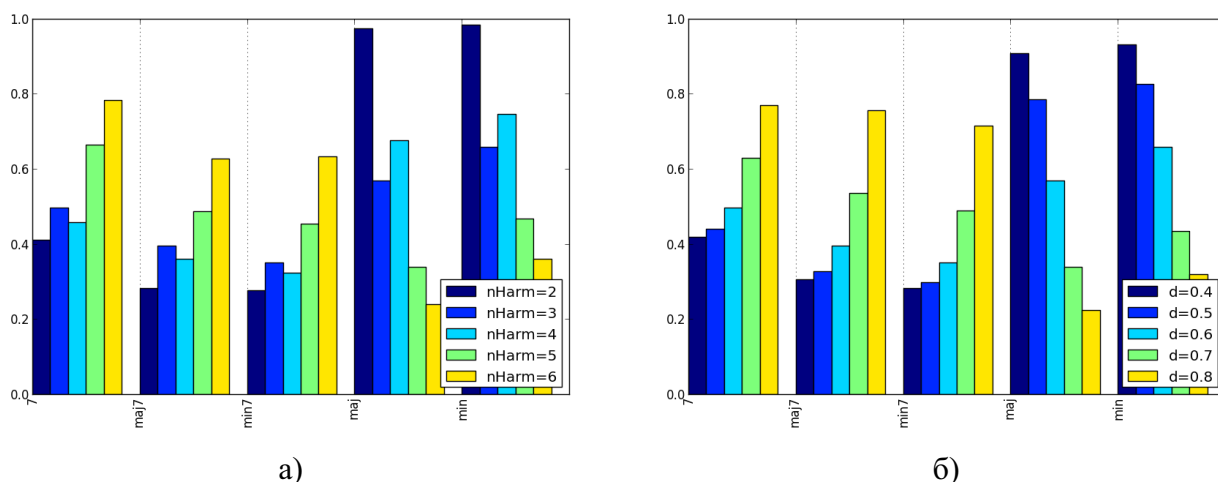 1.0
0.8
0.6
0.4
0.2
0.0
7
maj7
min7
maj
min
nHarm=2
nHarm=3
nHarm=4
nHarm=5
nHarm=6
а)
1.0
0.8
0.6
0.4
0.2
0.0
7
maj7
min7
maj
min
d=0.4
d=0.5
d=0.6
d=0.7
d=0.8
б)